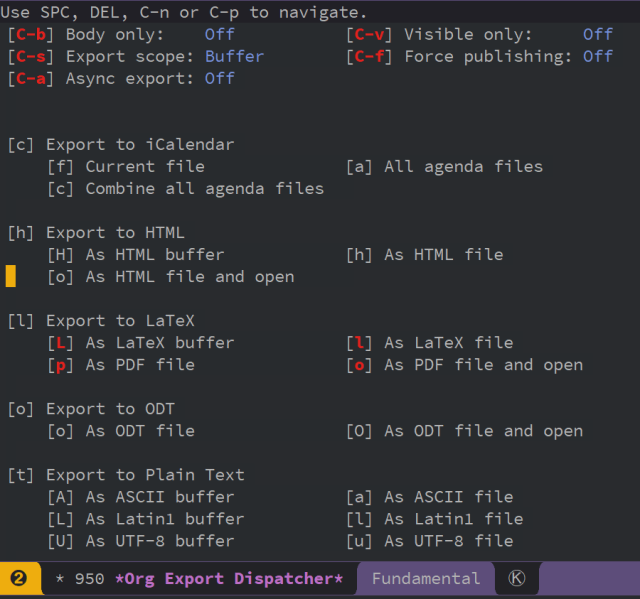 Use SPC, DEL, C-n or C-p to navigate.
[C-b] Body only:    Off              [C-v] Visible only:     Off
[C-s] Export scope: Buffer           [C-f] Force publishing: Off
[C-a] Async export: Off
[c] Export to iCalendar
[f] Current file              [a] All agenda files
[c] Combine all agenda files
[h] Export to HTML
[H] As HTML buffer            [h] As HTML file
[o] As HTML file and open
[l] Export to LaTeX
[L] As LaTeX buffer           [l] As LaTeX file
[p] As PDF file               [o] As PDF file and open
[o] Export to ODT
[o] As ODT file               [O] As ODT file and open
[t] Export to Plain Text
[A] As ASCII buffer           [a] As ASCII file
[L] As Latin1 buffer          [l] As Latin1 file
[U] As UTF-8 buffer           [u] As UTF-8 file
❷ * 950 *Org Export Dispatcher* Fundamental Ⓚ